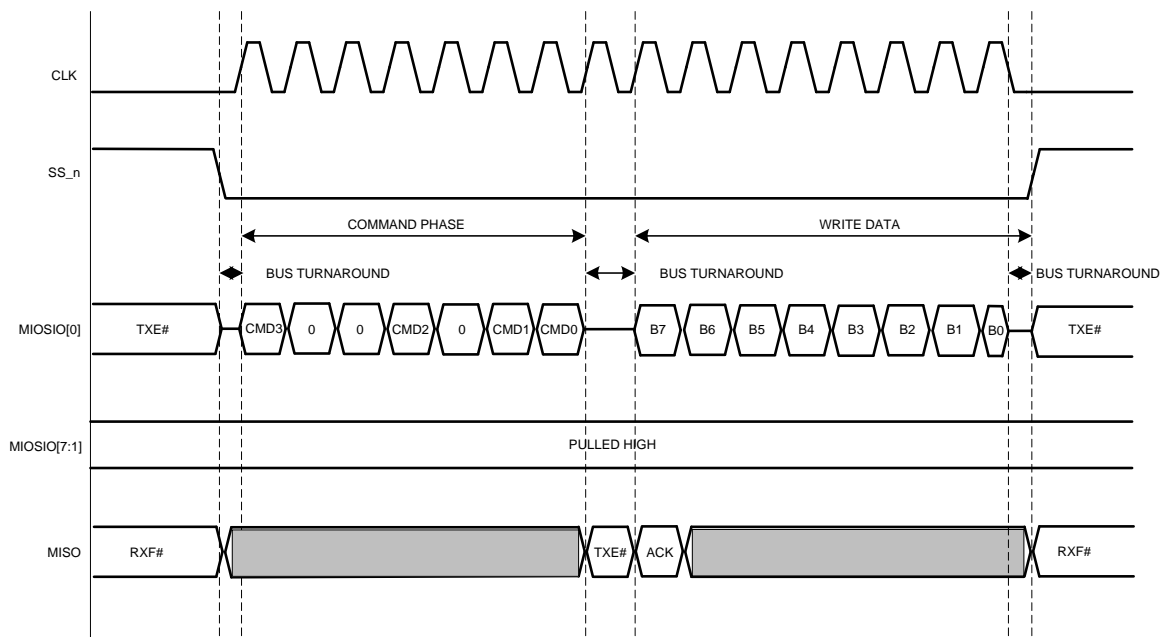 CLK
SS_n
COMMAND PHASE WRITE DATA
BUS TURNAROUND BUS TURNAROUND BUS TURNAROUND
MIOSIO[0] TXE# CMD3 0 0 CMD2 0 CMD1 CMD0 B7 B6 B5 B4 B3 B2 B1 B0 TXE#
MIOSIO[7:1] PULLED HIGH
MISO RXF# TXE# ACK RXF#